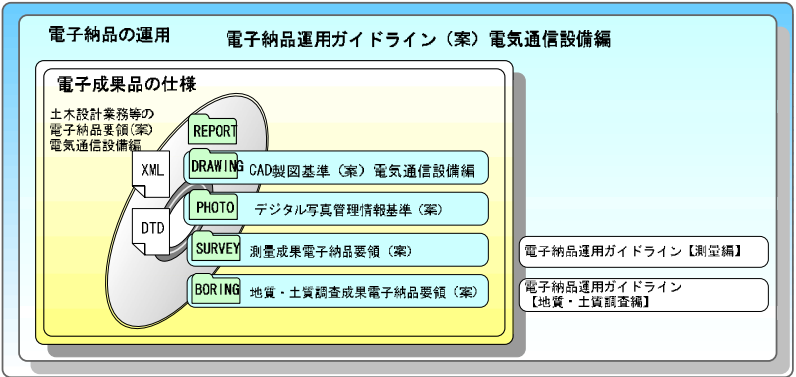 電子納品の運用
電子納品運用ガイドライン（案）電気通信設備編
電子成果品の仕様
土木設計業務等の
電子納品要領(案)
電気通信設備編
REPORT
XML
DRAWING
CAD製図基準（案）電気通信設備編
PHOTO
デジタル写真管理情報基準（案）
DTD
SURVEY
測量成果電子納品要領（案）
電子納品運用ガイドライン【測量編】
BORING
地質・土質調査成果電子納品要領（案）
電子納品運用ガイドライン
【地質・土質調査編】